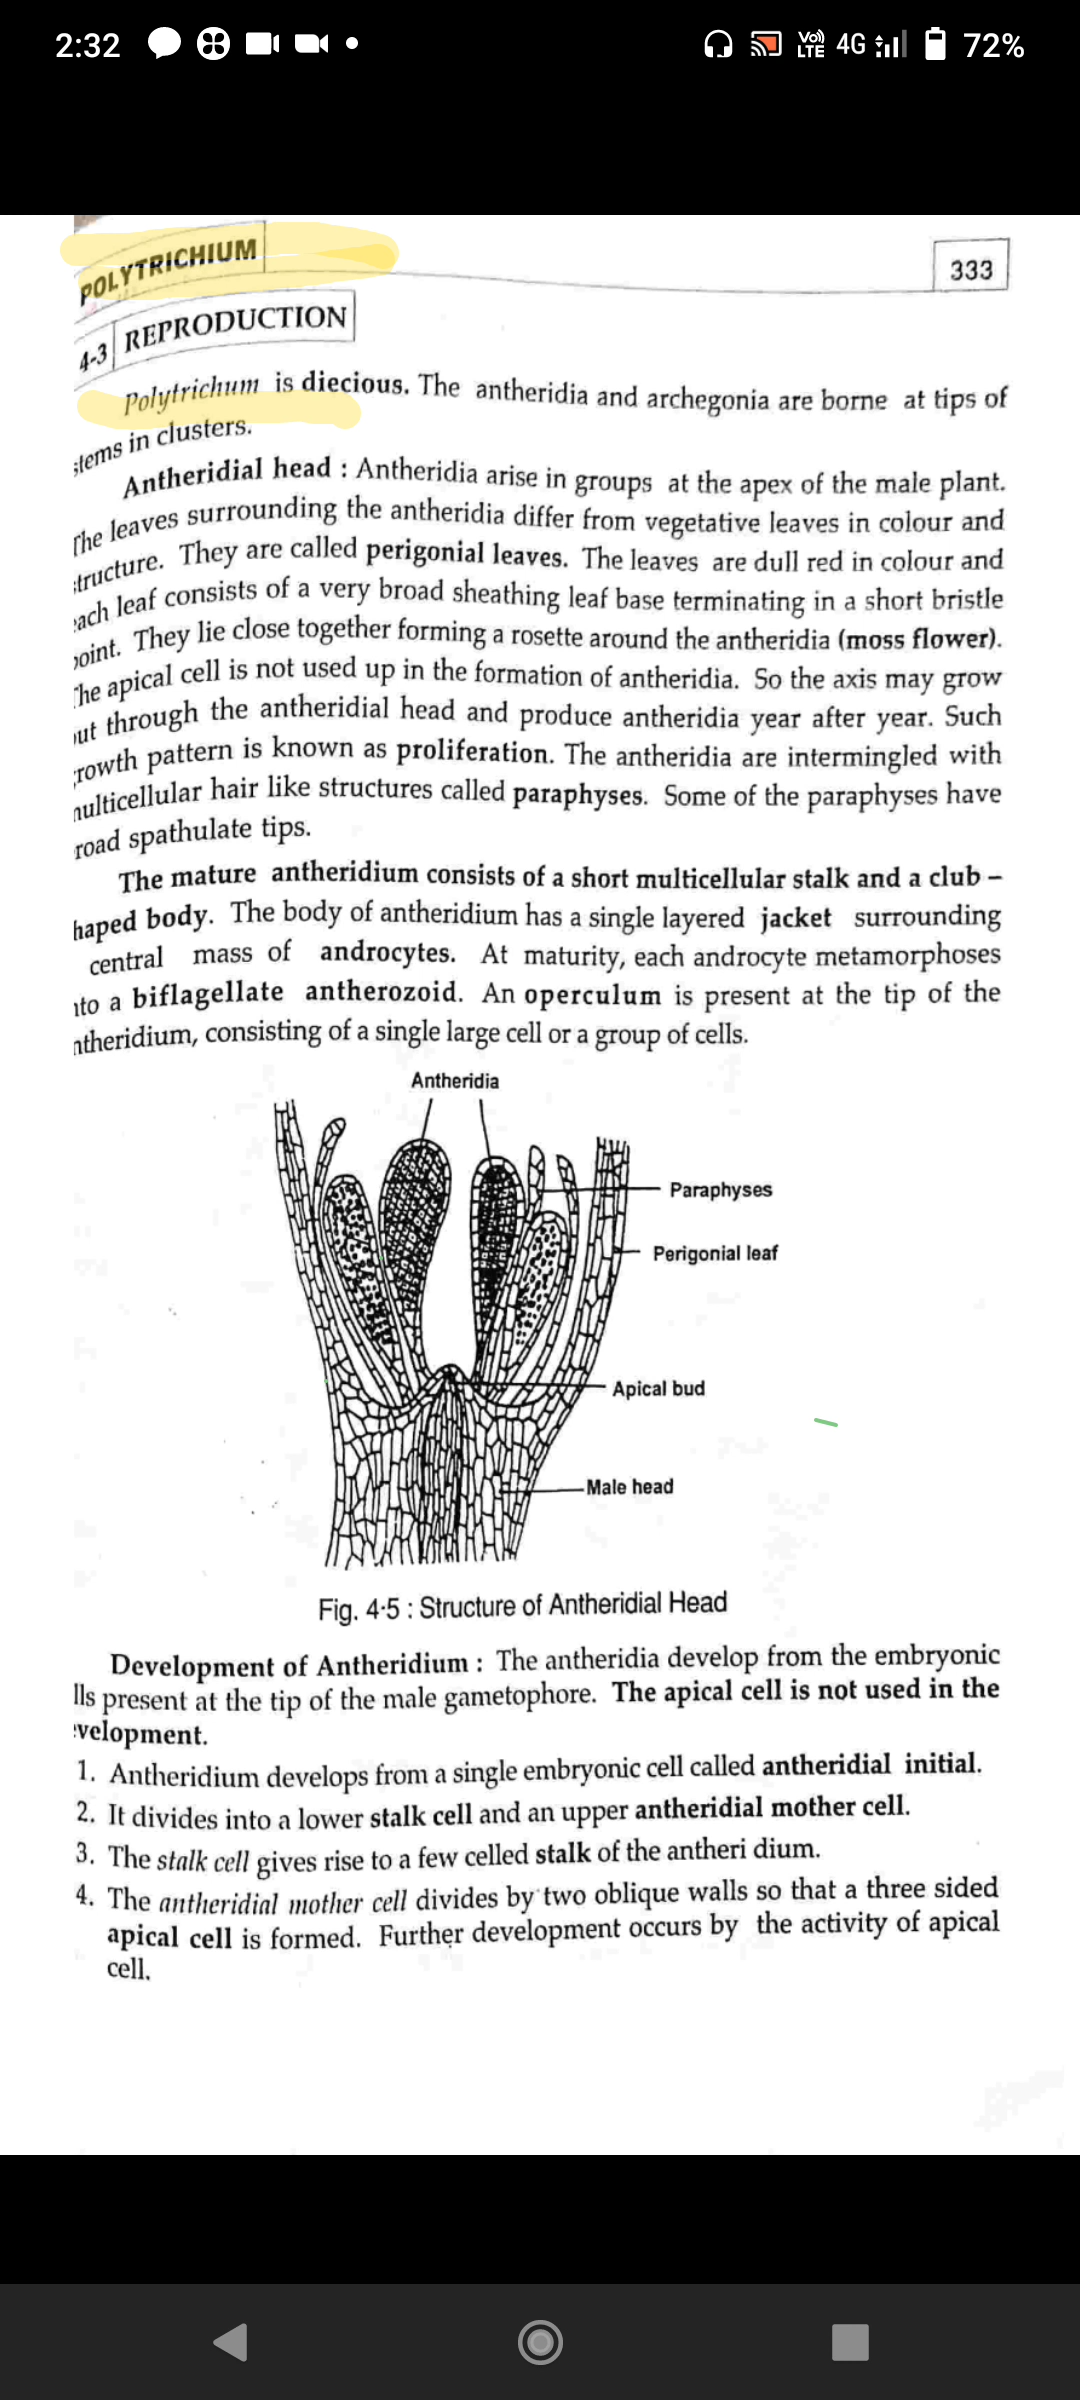 2:32
Vo) LTE 4G 72%
POLYTRICHIUM
333
4-3 REPRODUCTION
Polytrichum is diecious. The antheridia and archegonia are borne at tips of
stems in clusters.
Antheridial head : Antheridia arise in groups at the apex of the male plant.
The leaves surrounding the antheridia differ from vegetative leaves in colour and
structure. They are called perigonial leaves. The leaves are dull red in colour and
each leaf consists of a very broad sheathing leaf base terminating in a short bristle
point. They lie close together forming a rosette around the antheridia (moss flower).
The apical cell is not used up in the formation of antheridia. So the axis may grow
ut through the antheridial head and produce antheridia year after year. Such
rowth pattern is known as proliferation. The antheridia are intermingled with
nulticellular hair like structures called paraphyses. Some of the paraphyses have
road spathulate tips.
The mature antheridium consists of a short multicellular stalk and a club –
haped body. The body of antheridium has a single layered jacket surrounding
central mass of androcytes. At maturity, each androcyte metamorphoses
nto a biflagellate antherozoid. An operculum is present at the tip of the
ntheridium, consisting of a single large cell or a group of cells.
Antheridia
Paraphyses
Perigonial leaf
Apical bud
Male head
Fig. 4·5 : Structure of Antheridial Head
Development of Antheridium : The antheridia develop from the embryonic
lls present at the tip of the male gametophore. The apical cell is not used in the
evelopment.
1. Antheridium develops from a single embryonic cell called antheridial initial.
2. It divides into a lower stalk cell and an upper antheridial mother cell.
3. The stalk cell gives rise to a few celled stalk of the antheri dium.
4. The antheridial mother cell divides by two oblique walls so that a three sided
apical cell is formed. Further development occurs by the activity of apical
cell.